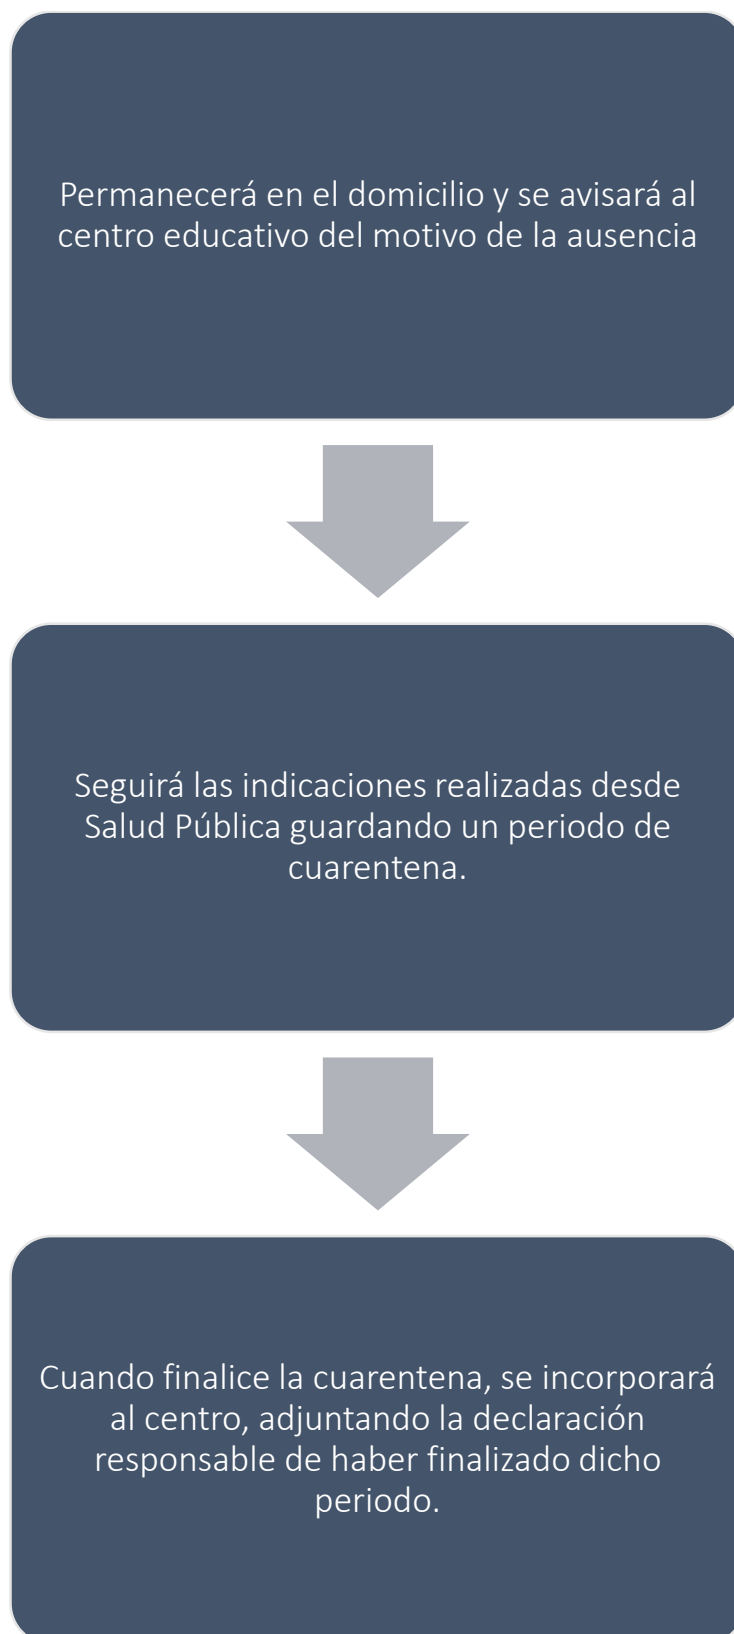 Permanecerá en el domicilio y se avisará al
centro educativo del motivo de la ausencia
Seguirá las indicaciones realizadas desde
Salud Pública guardando un periodo de
cuarentena.
Cuando finalice la cuarentena, se incorporará
al centro, adjuntando la declaración
responsable de haber finalizado dicho
periodo.